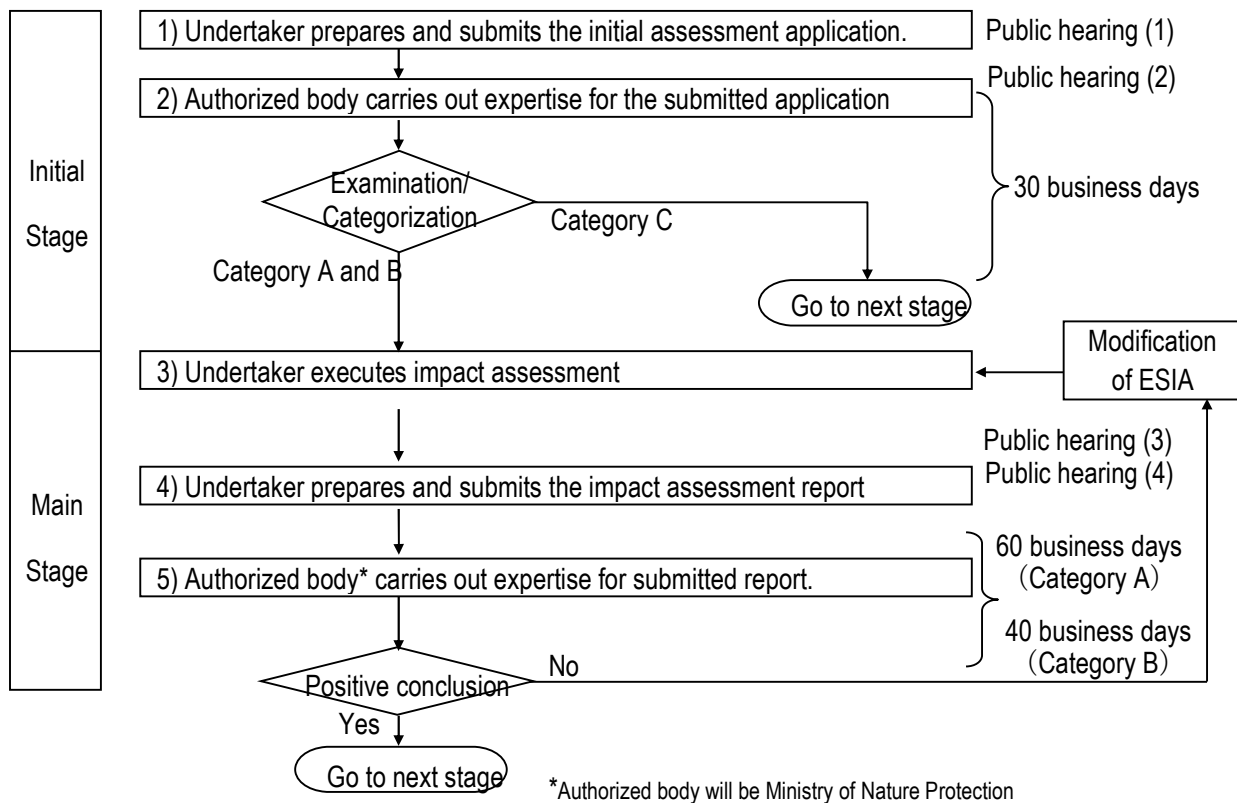 1) Undertaker prepares and submits the initial assessment application.
Public hearing (1)
Public hearing (2)
2) Authorized body carries out expertise for the submitted application
Initial
Stage
Examination/
Categorization
30 business days
Category C
Category A and B
Go to next stage
Modification
of ESIA
3) Undertaker executes impact assessment
Public hearing (3)
Public hearing (4)
4) Undertaker prepares and submits the impact assessment report
Main
Stage
60 business days
（Category A）
5) Authorized body* carries out expertise for submitted report.
40 business days
（Category B）
No
Positive conclusion
Yes
Go to next stage
*Authorized body will be Ministry of Nature Protection